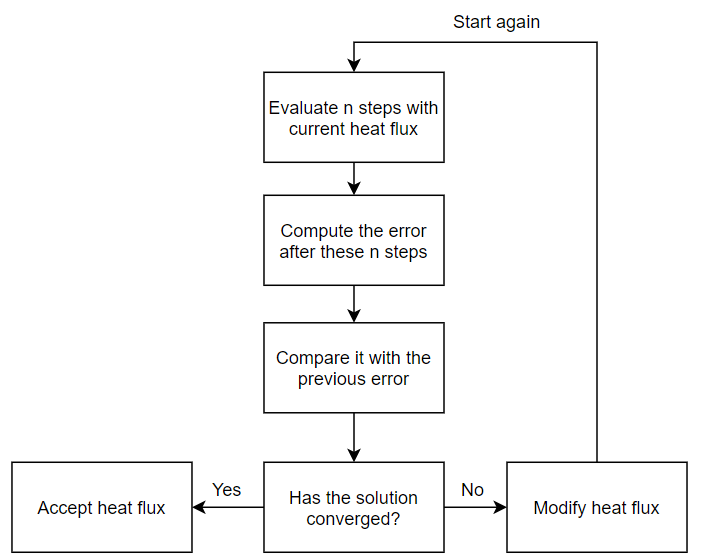 Start again
Evaluate n steps with
current heat flux
Compute the error
after these n steps
Compare it with the
previous error
Accept heat flux
Yes
Has the solution
converged?
No
Modify heat flux